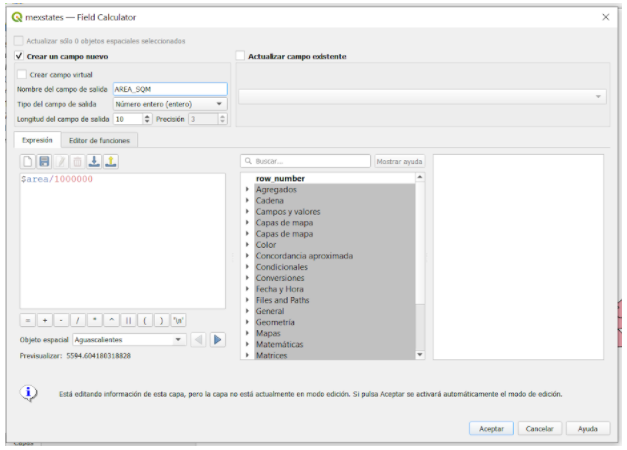 mexstates — Field Calculator
Actualizar sólo 0 objetos espaciales seleccionados
Crear un campo nuevo
Actualizar campo existente
Crear campo virtual
Nombre del campo de salida AREA_SQM
Tipo del campo de salida Número entero (entero)
Longitud del campo de salida 10 Precisión 3
Expresión Editor de funciones
$area/1000000
= + - / * ^ || ( ) '\n'
Objeto espacial Aguascalientes
Previsualizar: 5594.604180318828
Buscar... Mostrar ayuda
row_number
Agregados
Cadena
Campos y valores
Capas de mapa
Capas de mapa
Color
Concordancia aproximada
Condicionales
Conversiones
Fecha y Hora
Files and Paths
General
Geometría
Mapas
Matemáticas
Matrices
Está editando información de esta capa, pero la capa no está actualmente en modo edición. Si pulsa Aceptar se activará automáticamente el modo de edición.
Aceptar Cancelar Ayuda